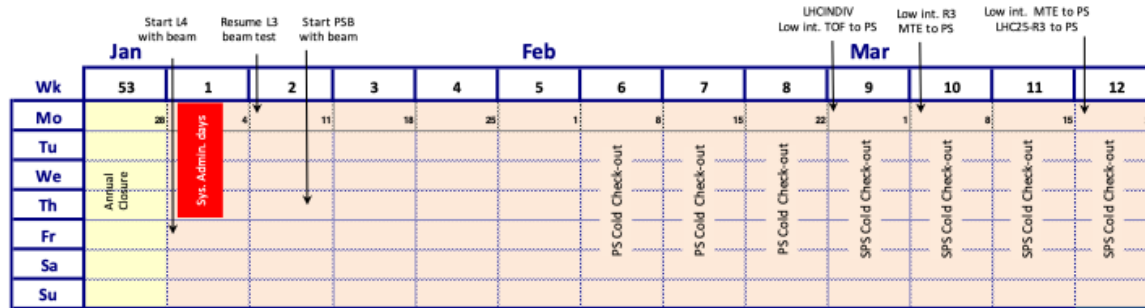 Start L4
with beam
Resume L3
beam test
Start PSB
with beam
LHCINDIV
Low int. TOF to PS
Low int. R3
MTE to PS
Low int. MTE to PS
LHC25-R3 to PS
Jan Feb Mar
Wk 53 1 2 3 4 5 6 7 8 9 10 11 12
Mo 28 4 11 18 25 1 8 15 22 1 8 15
Tu
We
Th
Fr
Sa
Su
Annual
Closure
Sys. Admin. days
PS Cold Check-out
PS Cold Check-out
PS Cold Check-out
SPS Cold Check-out
SPS Cold Check-out
SPS Cold Check-out
SPS Cold Check-out